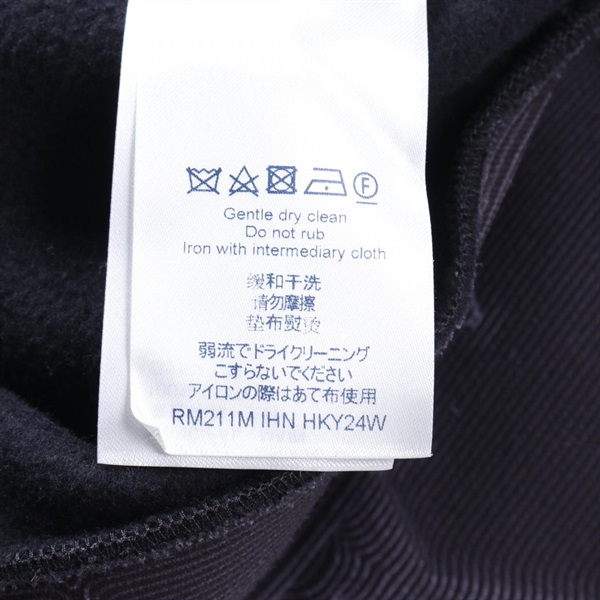 F
Gentle dry clean
Do not rub
Iron with intermediary cloth
缓和干洗
请勿摩擦
垫布熨烫
弱流でドライクリーニング
こすらないでください
アイロンの際はあて布使用
RM211M IHN HKY24W